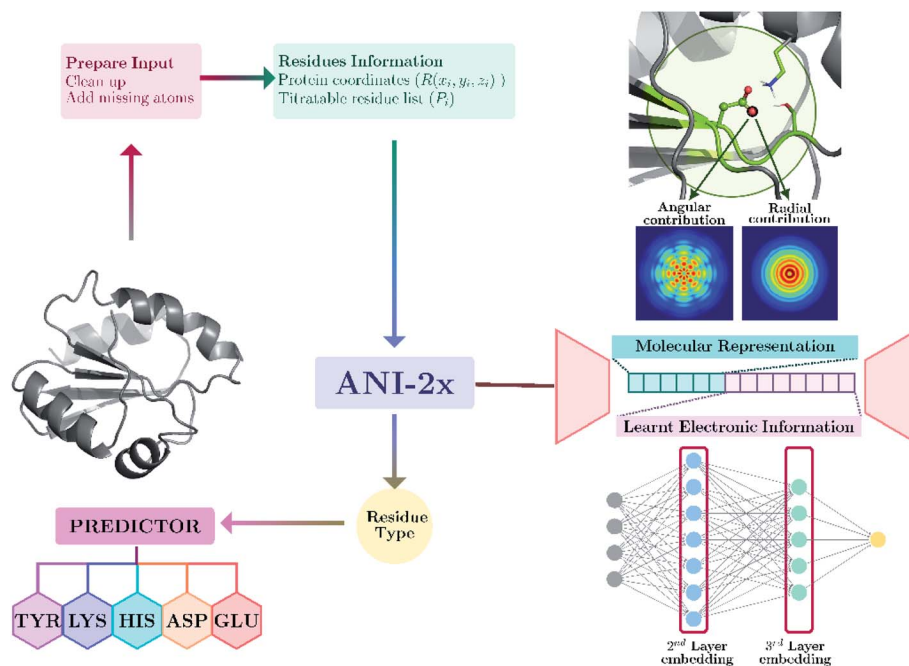 Prepare Input
Clean up
Add missing atoms
Residues Information
Protein coordinates (R(xᵢ, yᵢ, zᵢ) )
Titratable residue list (Pᵢ)
Angular
contribution
Radial
contribution
ANI-2x
Molecular Representation
Learnt Electronic Information
Residue
Type
PREDICTOR
TYR LYS HIS ASP GLU
2ⁿᵈ Layer
embedding
3ʳᵈ Layer
embedding